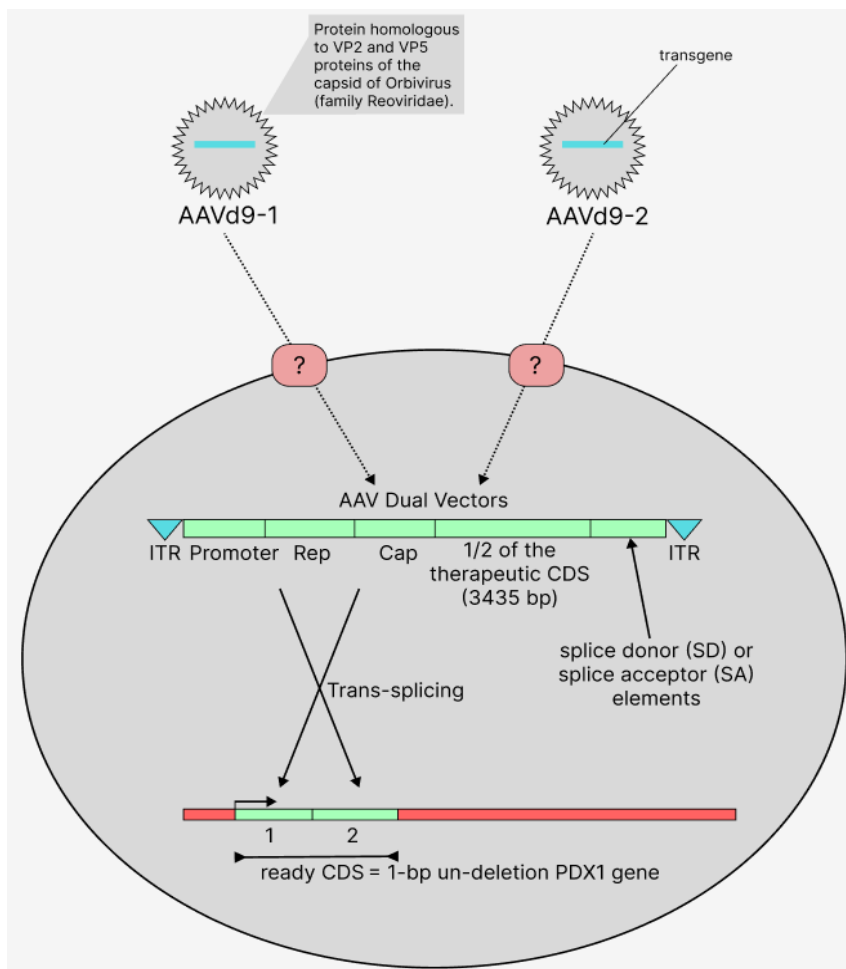 Protein homologous
to VP2 and VP5
proteins of the
capsid of Orbivirus
(family Reoviridae).
transgene
AAVd9-1
AAVd9-2
?
?
AAV Dual Vectors
ITR
Promoter
Rep
Cap
1/2 of the
therapeutic CDS
(3435 bp)
ITR
splice donor (SD) or
splice acceptor (SA)
elements
Trans-splicing
1
2
ready CDS = 1-bp un-deletion PDX1 gene